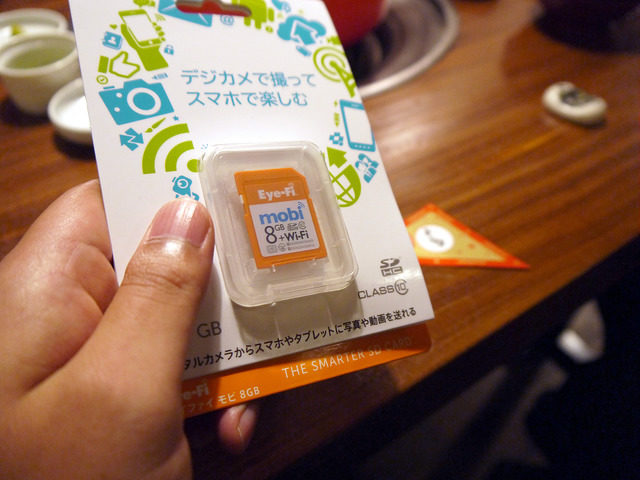 デジカメで撮って
スマホで楽しむ
Eye-Fi
mobi
8GB
+Wi-Fi
SD
HC
CLASS10
GB
タルカメラからスマホやタブレットに写真や動画を送れる
THE SMARTER SD CARD
e-Fi
ファイ モビ 8GB